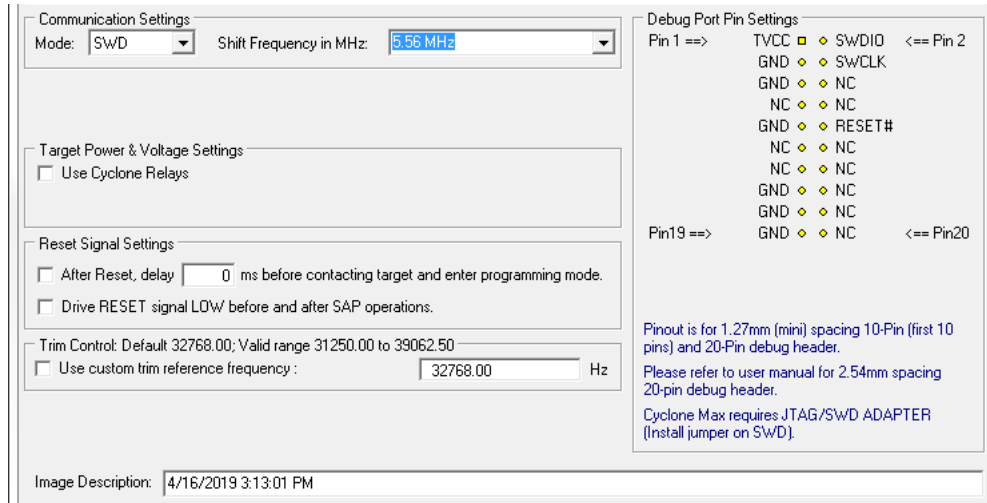 Communication Settings
Mode: SWD Shift Frequency in MHz: 5.56 MHz
Target Power & Voltage Settings
Use Cyclone Relays
Reset Signal Settings
After Reset, delay 0 ms before contacting target and enter programming mode.
Drive RESET signal LOW before and after SAP operations.
Trim Control: Default 32768.00; Valid range 31250.00 to 39062.50
Use custom trim reference frequency : 32768.00 Hz
Debug Port Pin Settings
Pin 1 ==> TVCC SWDIO <== Pin 2
GND SWCLK
GND NC
NC NC
GND RESET#
NC NC
NC NC
GND NC
GND NC
Pin19 ==> GND NC <== Pin20
Pinout is for 1.27mm (mini) spacing 10-Pin (first 10
pins) and 20-Pin debug header.
Please refer to user manual for 2.54mm spacing
20-pin debug header.
Cyclone Max requires JTAG/SWD ADAPTER
(Install jumper on SWD).
Image Description: 4/16/2019 3:13:01 PM